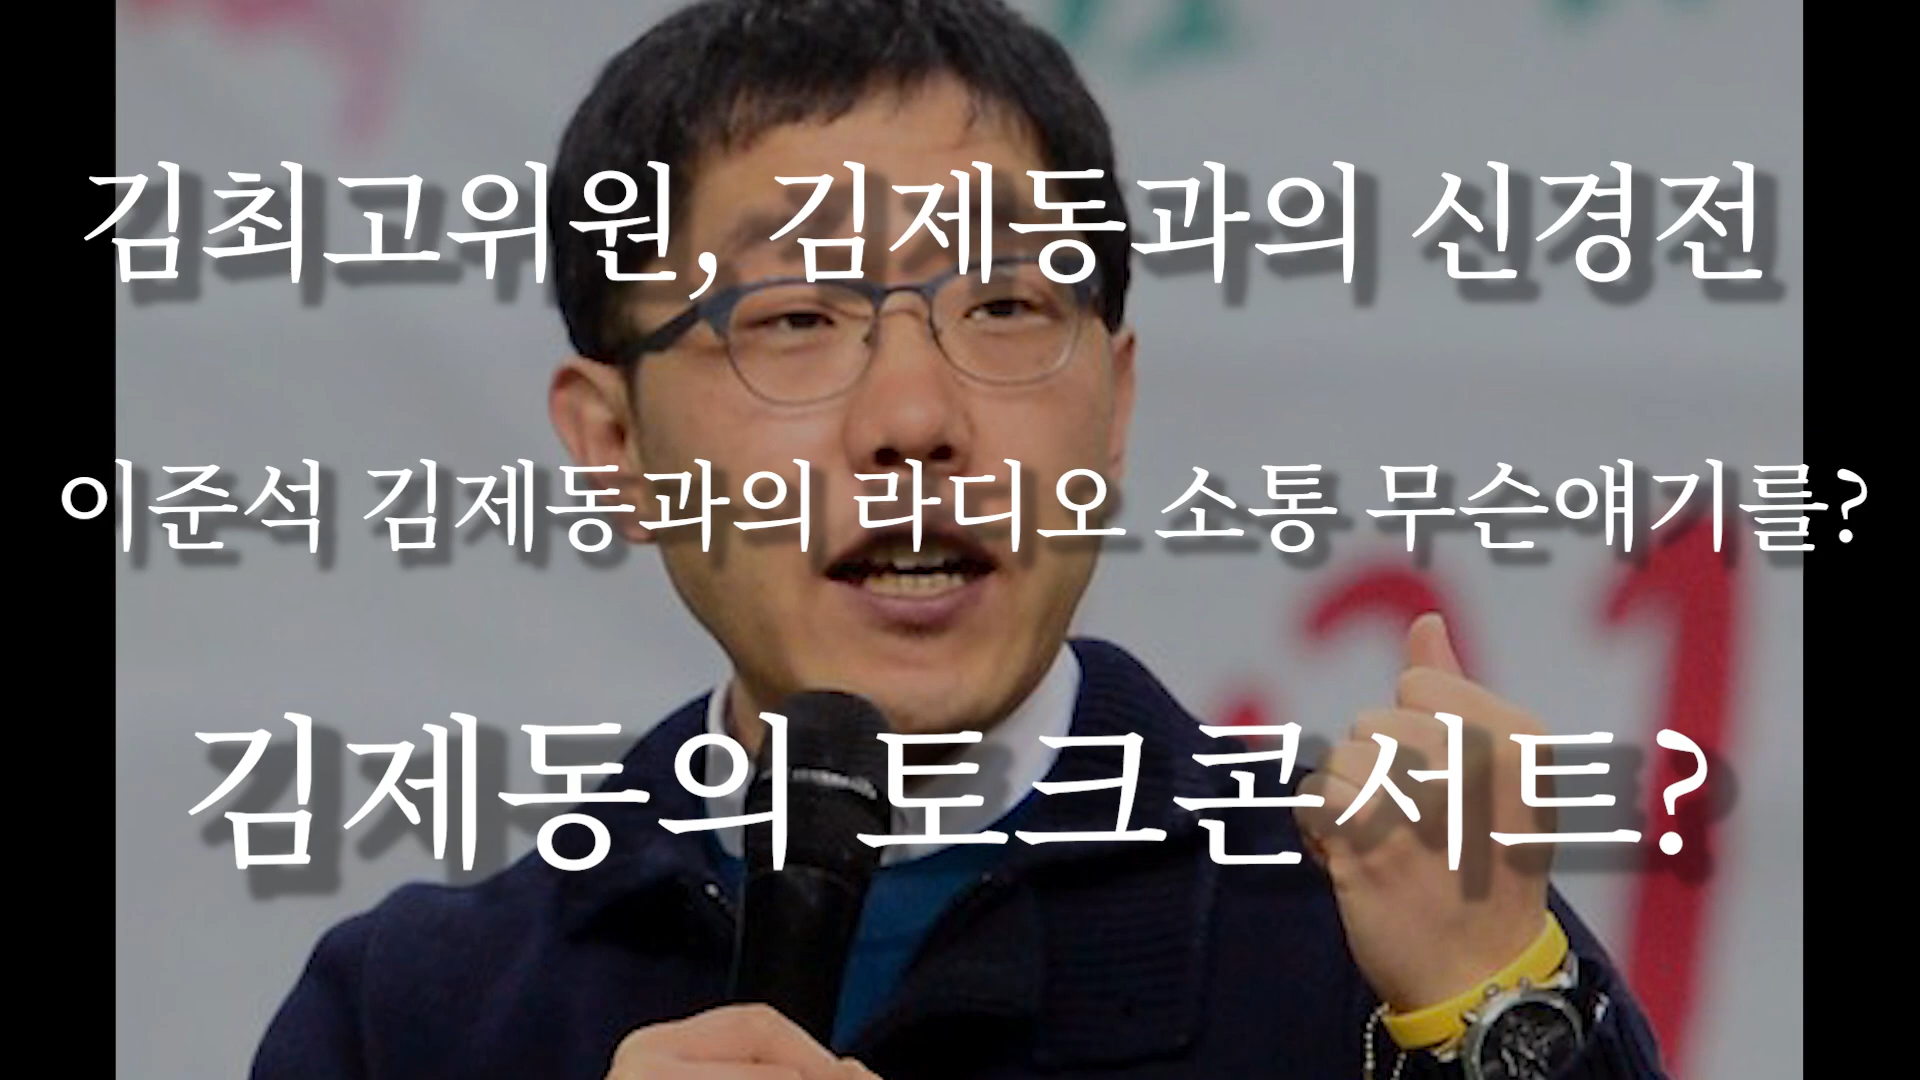 김최고위원, 김제동과의 신경전
이준석 김제동과의 라디오 소통 무슨얘기를?
김제동의 토크콘서트?